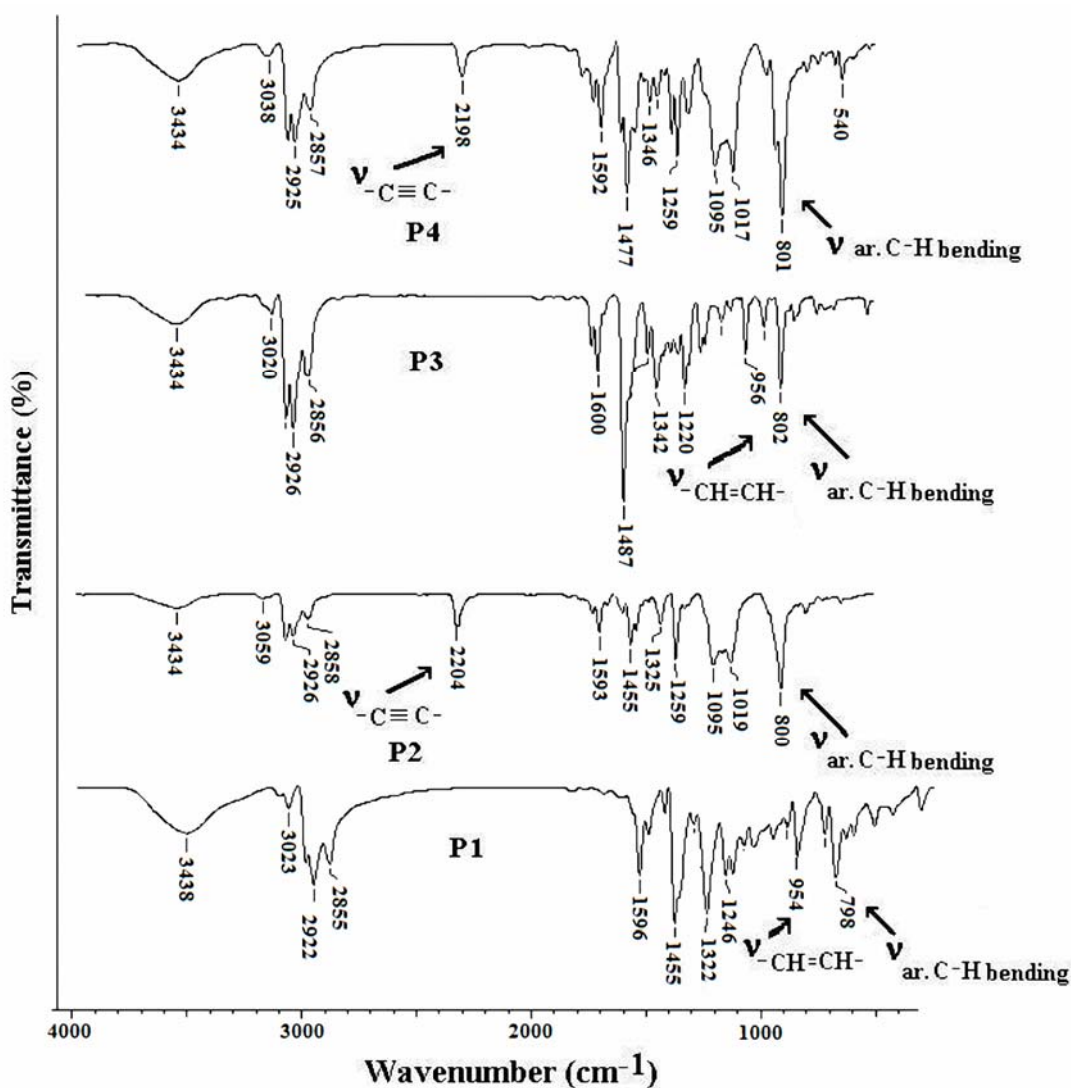 3434
3038
2925
2857
2198
1592
1477
1346
1259
1095
1017
801
540
ν
-C≡C-
P4
ν ar. C-H bending
3434
3020
2926
2856
P3
1600
1487
1342
1220
956
802
ν
-CH=CH-
ν
ar. C-H bending
3434
3059
2926
2858
2204
1593
1455
1325
1259
1095
1019
800
ν
-C≡C-
P2
ν
ar. C-H bending
3438
3023
2922
2855
P1
1596
1455
1322
1246
954
798
ν
-CH=CH-
ν
ar. C-H bending
Transmittance (%)
4000 3000 2000 1000
Wavenumber (cm-1)